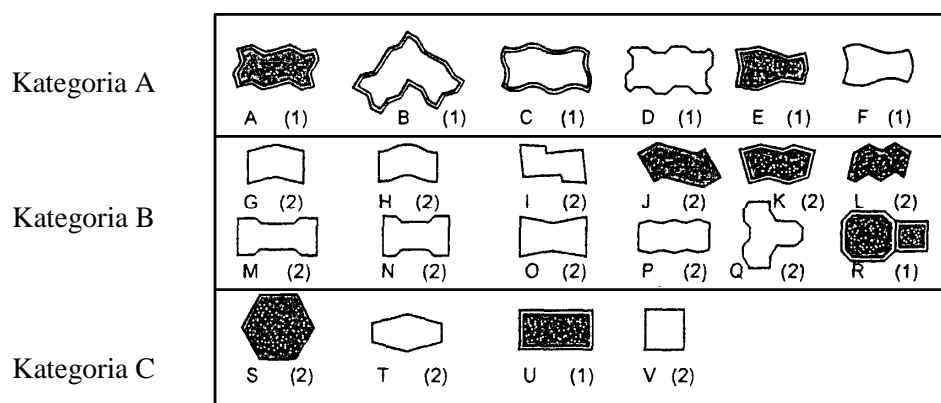 Kategoria A
A (1) B (1) C (1) D (1) E (1) F (1)
G (2) H (2) I (2) J (2) K (2) L (2)
Kategoria B
M (2) N (2) O (2) P (2) Q (2) R (1)
Kategoria C
S (2) T (2) U (1) V (2)